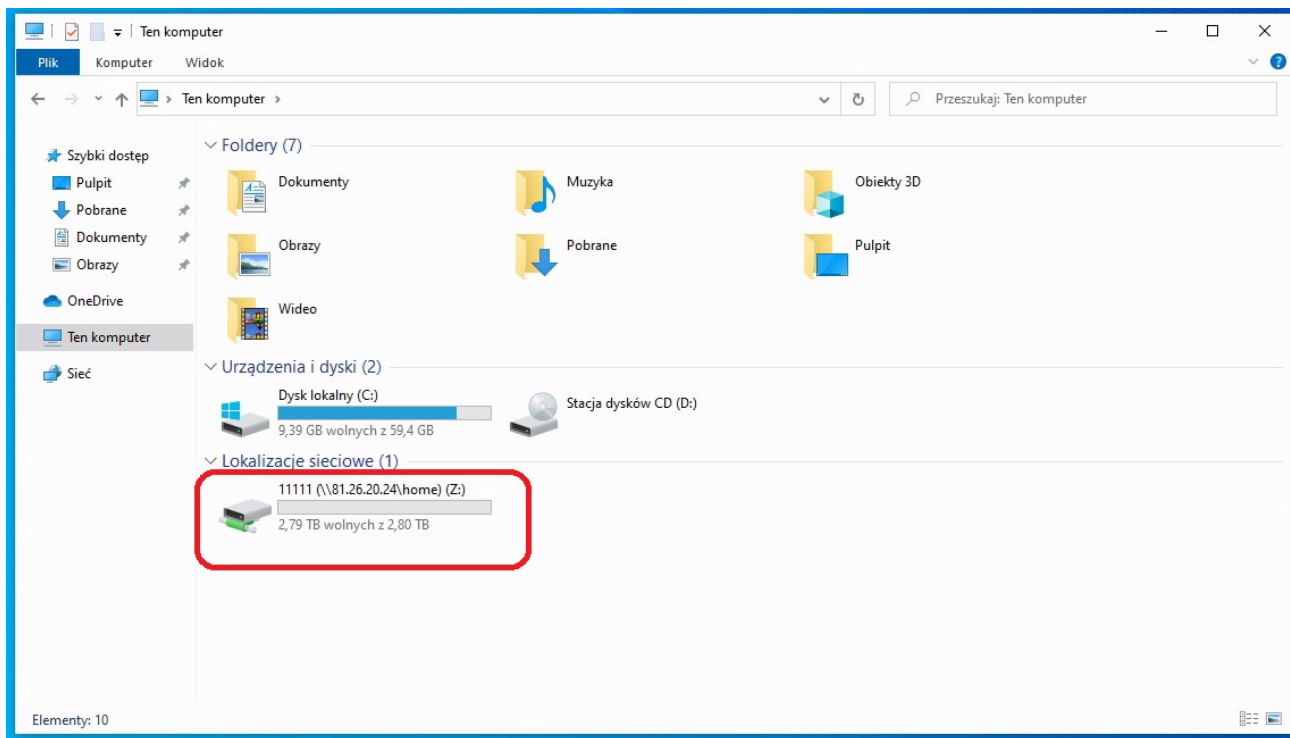 Ten komputer
Plik Komputer Widok
Ten komputer
Przeszukaj: Ten komputer
Szybki dostęp
Pulpit
Pobrane
Dokumenty
Obrazy
OneDrive
Ten komputer
Sieć
Foldery (7)
Dokumenty
Muzyka
Obiekty 3D
Obrazy
Pobrane
Pulpit
Wideo
Urządzenia i dyski (2)
Dysk lokalny (C:)
9,39 GB wolnych z 59,4 GB
Stacja dysków CD (D:)
Lokalizacje sieciowe (1)
11111 (\\81.26.20.24\home) (Z:)
2,79 TB wolnych z 2,80 TB
Elementy: 10